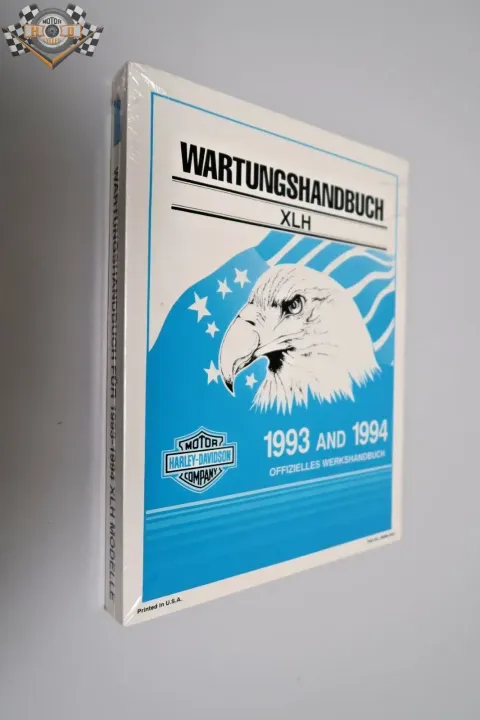 MOTOR
H D
WARTUNGSHANDBUCH
XLH
1993 AND 1994
OFFIZIELLES WERKSHANDBUCH
MOTOR
HARLEY-DAVIDSON
COMPANY
Printed in U.S.A.
WARTUNGSHANDBUCH FÜR 1993-1994 XLH MODELLE